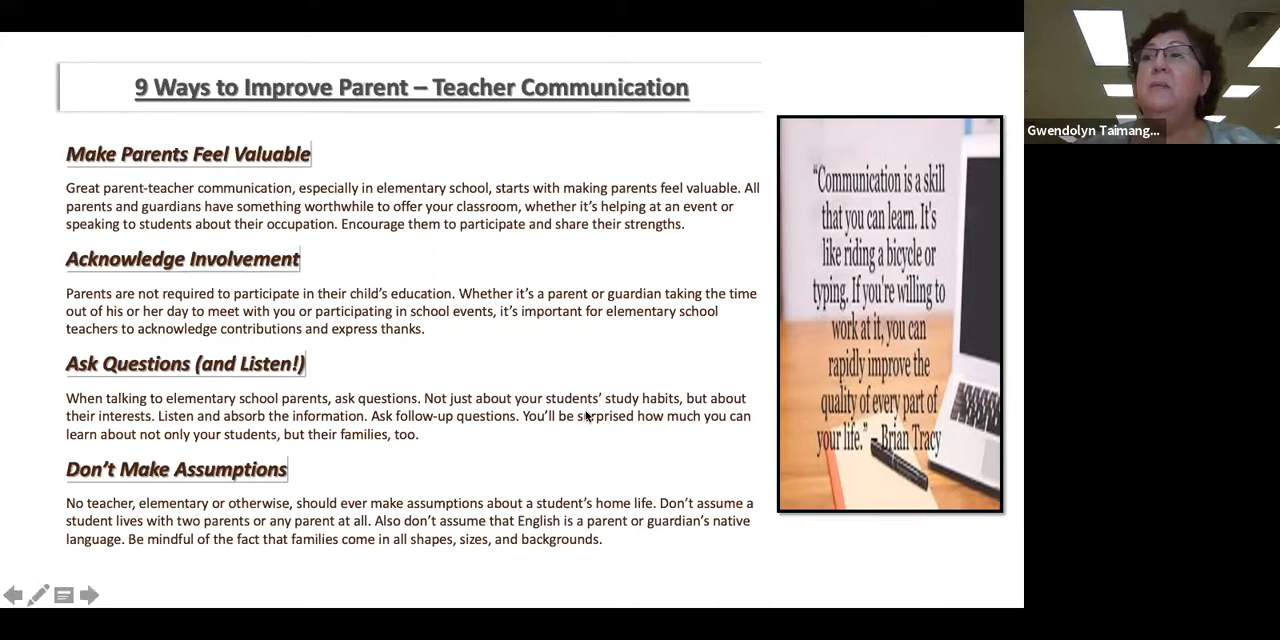 9 Ways to Improve Parent – Teacher Communication
Make Parents Feel Valuable
Great parent-teacher communication, especially in elementary school, starts with making parents feel valuable. All
parents and guardians have something worthwhile to offer your classroom, whether it’s helping at an event or
speaking to students about their occupation. Encourage them to participate and share their strengths.
Acknowledge Involvement
Parents are not required to participate in their child’s education. Whether it’s a parent or guardian taking the time
out of his or her day to meet with you or participating in school events, it’s important for elementary school
teachers to acknowledge contributions and express thanks.
Ask Questions (and Listen!)
When talking to elementary school parents, ask questions. Not just about your students’ study habits, but about
their interests. Listen and absorb the information. Ask follow-up questions. You’ll be surprised how much you can
learn about not only your students, but their families, too.
Don’t Make Assumptions
No teacher, elementary or otherwise, should ever make assumptions about a student’s home life. Don’t assume a
student lives with two parents or any parent at all. Also don’t assume that English is a parent or guardian’s native
language. Be mindful of the fact that families come in all shapes, sizes, and backgrounds.
“Communication is a skill
that you can learn. It's
like riding a bicycle or
typing. If you're willing to
work at it, you can
rapidly improve the
quality of every part of
your life.” – Brian Tracy
Gwendolyn Taimang...